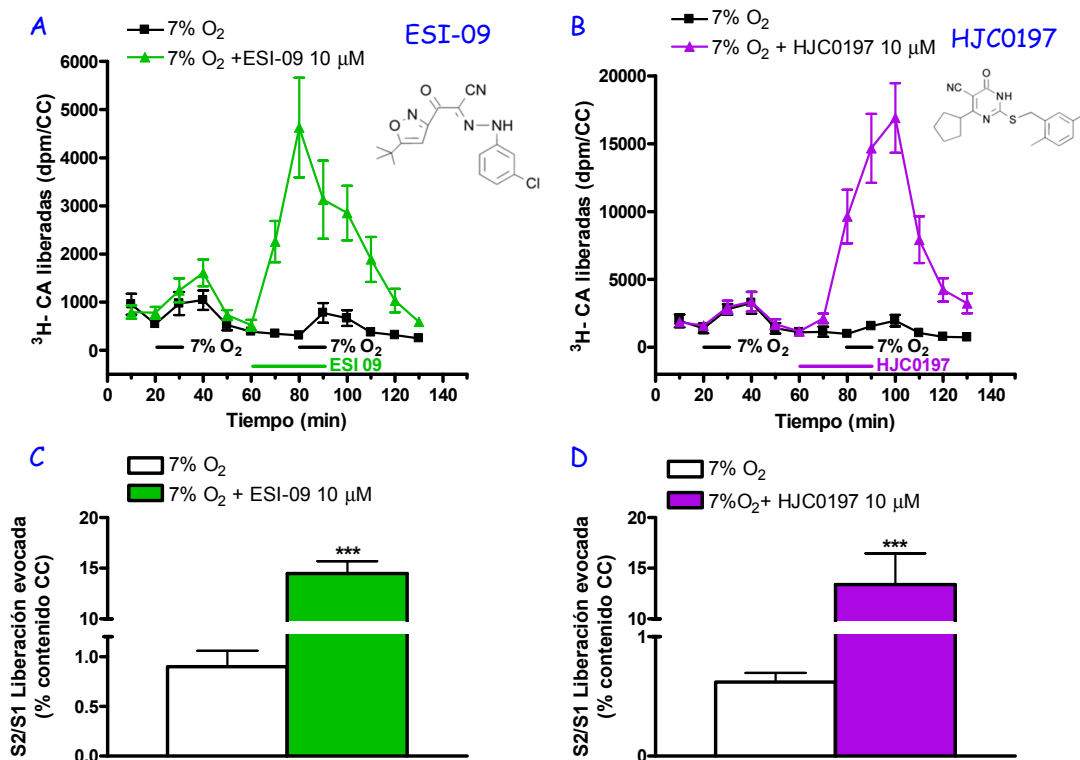 A
7% O₂
7% O₂ +ESI-09 10 μM
ESI-09
³H- CA liberadas (dpm/CC)
6000
5000
4000
3000
2000
1000
0
O
CN
N
O
N
NH
Cl
7% O₂
7% O₂
ESI 09
0 20 40 60 80 100 120 140
Tiempo (min)
B
7% O₂
7% O₂ + HJC0197 10 μM
HJC0197
³H- CA liberadas (dpm/CC)
20000
15000
10000
5000
0
O
NC
NH
N
S
7% O₂
7% O₂
HJC0197
0 20 40 60 80 100 120 140
Tiempo (min)
C
7% O₂
7% O₂ + ESI-09 10 μM
S2/S1 Liberación evocada
(% contenido CC)
20
15
10
1.0
0.5
0.0
***
D
7% O₂
7%O₂+ HJC0197 10 μM
S2/S1 Liberación evocada
(% contenido CC)
20
15
10
1
0
***